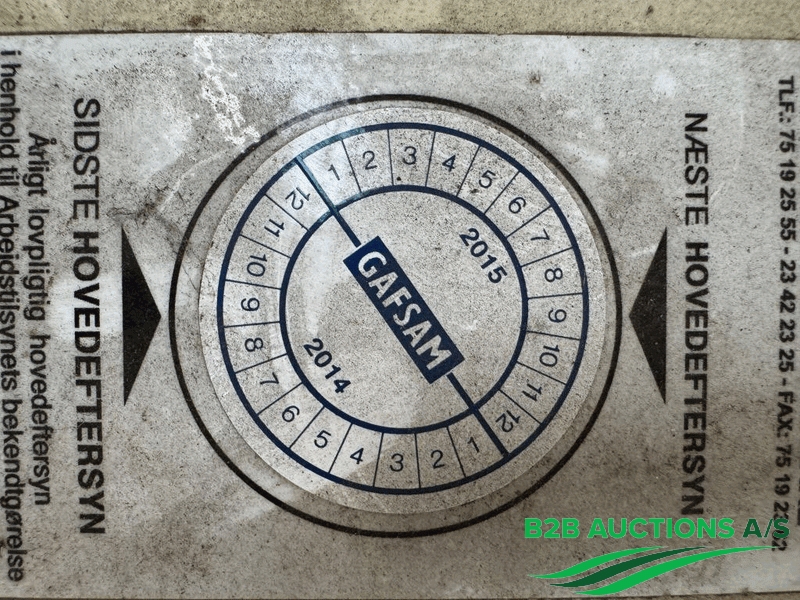 TLF.: 75 19 25 55 - 23 42 23 25 - FAX: 75 19 2
NÆSTE HOVEDEFTERSYN
1 2 3 4 5 6 7 8 9 10 11 12
2015
GAFSAM
2014
1 2 3 4 5 6 7 8 9 10 11 12
SIDSTE HOVEDEFTERSYN
Årligt lovpligtig hovedeftersyn
i henhold til Arbejdstilsynets bekendtgørelse
B2B AUCTIONS A/S